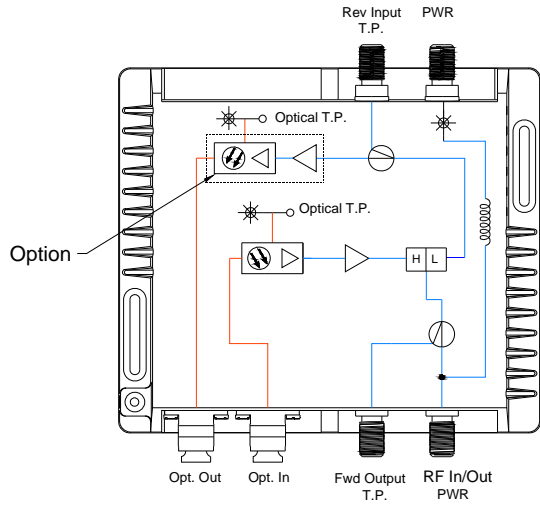 Rev Input
T.P.
PWR
Optical T.P.
Optical T.P.
Option
H L
Opt. Out
Opt. In
Fwd Output
T.P.
RF In/Out
PWR